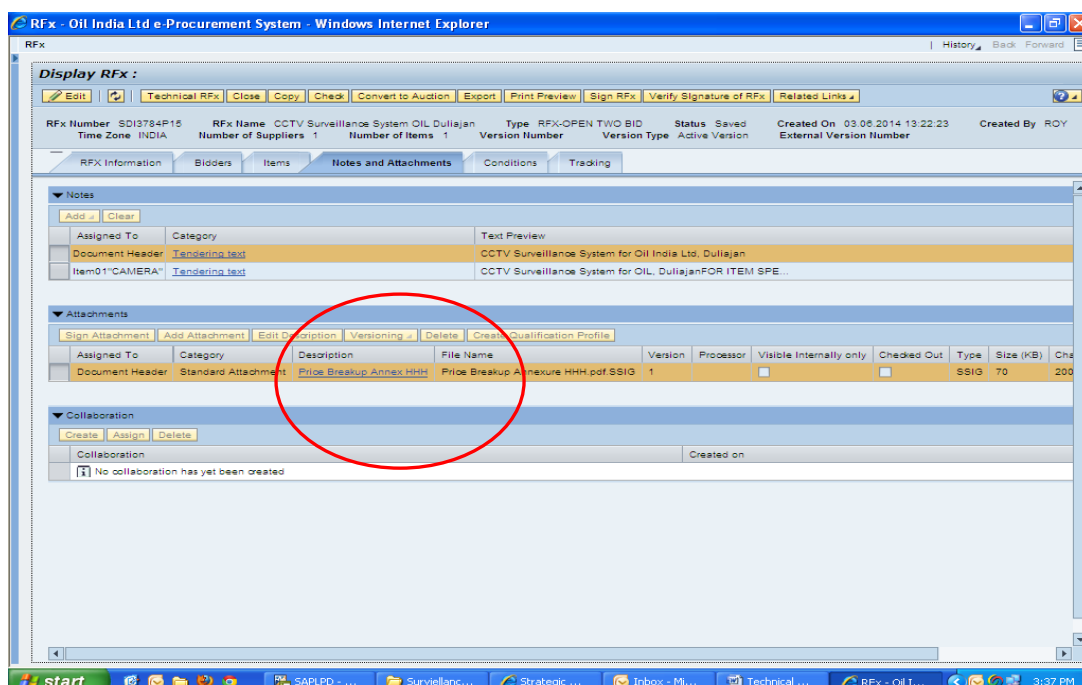 RFx - Oil India Ltd e-Procurement System - Windows Internet Explorer
RFx | History Back Forward
Display RFx :
Edit | | Technical RFx Close Copy Check Convert to Auction Export Print Preview Sign RFx Verify Signature of RFx Related Links
RFx Number SDI3784P15 RFx Name CCTV Surveillance System OIL Duliajan Type RFX-OPEN TWO BID Status Saved Created On 03.06.2014 13:22:23 Created By ROY
Time Zone INDIA Number of Suppliers 1 Number of Items 1 Version Number Version Type Active Version External Version Number
RFX Information Bidders Items Notes and Attachments Conditions Tracking
Notes
Add Clear
Assigned To Category Text Preview
Document Header Tendering text CCTV Surveillance System for Oil India Ltd, Duliajan
Item01"CAMERA" Tendering text CCTV Surveillance System for OIL, DuliajanFOR ITEM SPE...
Attachments
Sign Attachment Add Attachment Edit Description Versioning Delete Create Qualification Profile
Assigned To Category Description File Name Version Processor Visible Internally only Checked Out Type Size (KB) Cha
Document Header Standard Attachment Price Breakup Annex HHH Price Breakup Annexure HHH.pdf.SSIG 1 SSIG 70 200
Collaboration
Create Assign Delete
Collaboration Created on
No collaboration has yet been created
start SAPLPD - ... Surviellanc... Strategic ... Inbox - Mi... Technical ... RFx - Oil I... 3:37 PM